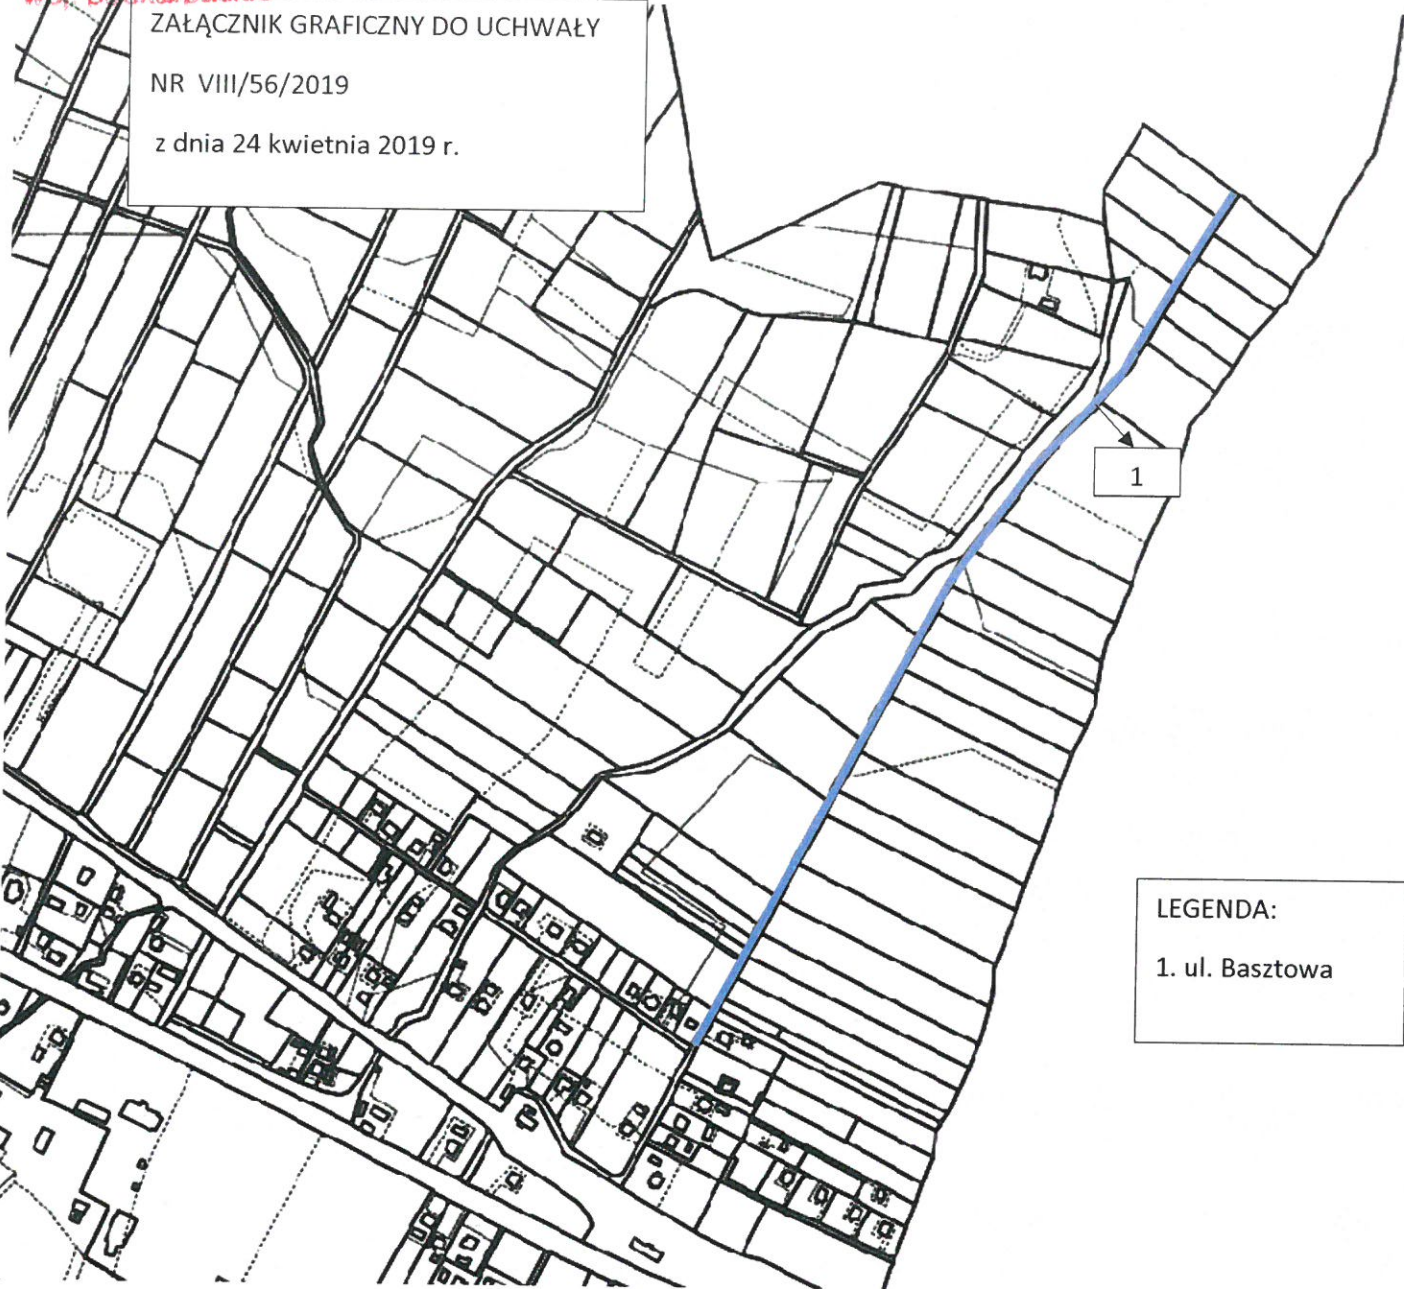 ZAŁĄCZNIK GRAFICZNY DO UCHWAŁY
NR VIII/56/2019
z dnia 24 kwietnia 2019 r.
1
LEGENDA:
1. ul. Basztowa